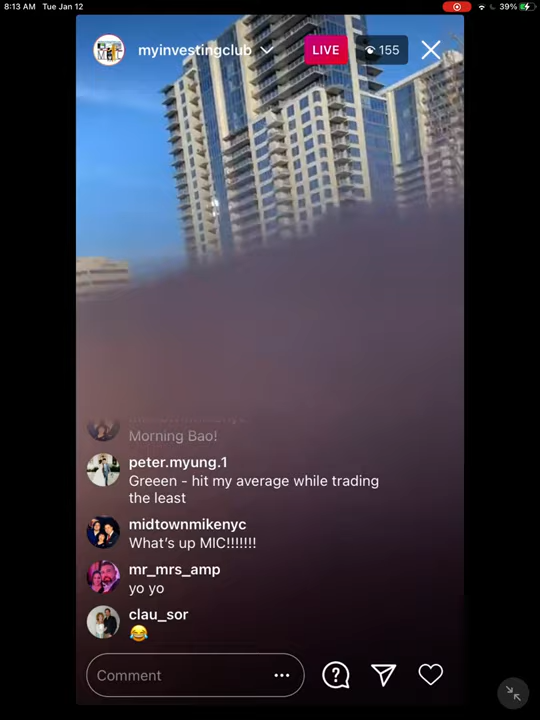 8:13 AM Tue Jan 12
39%
myinvestingclub
LIVE
155
Morning Bao!
peter.myung.1
Greeen - hit my average while trading
the least
midtownmikenyc
What's up MIC!!!!!!!
mr_mrs_amp
yo yo
clau_sor
😂
Comment